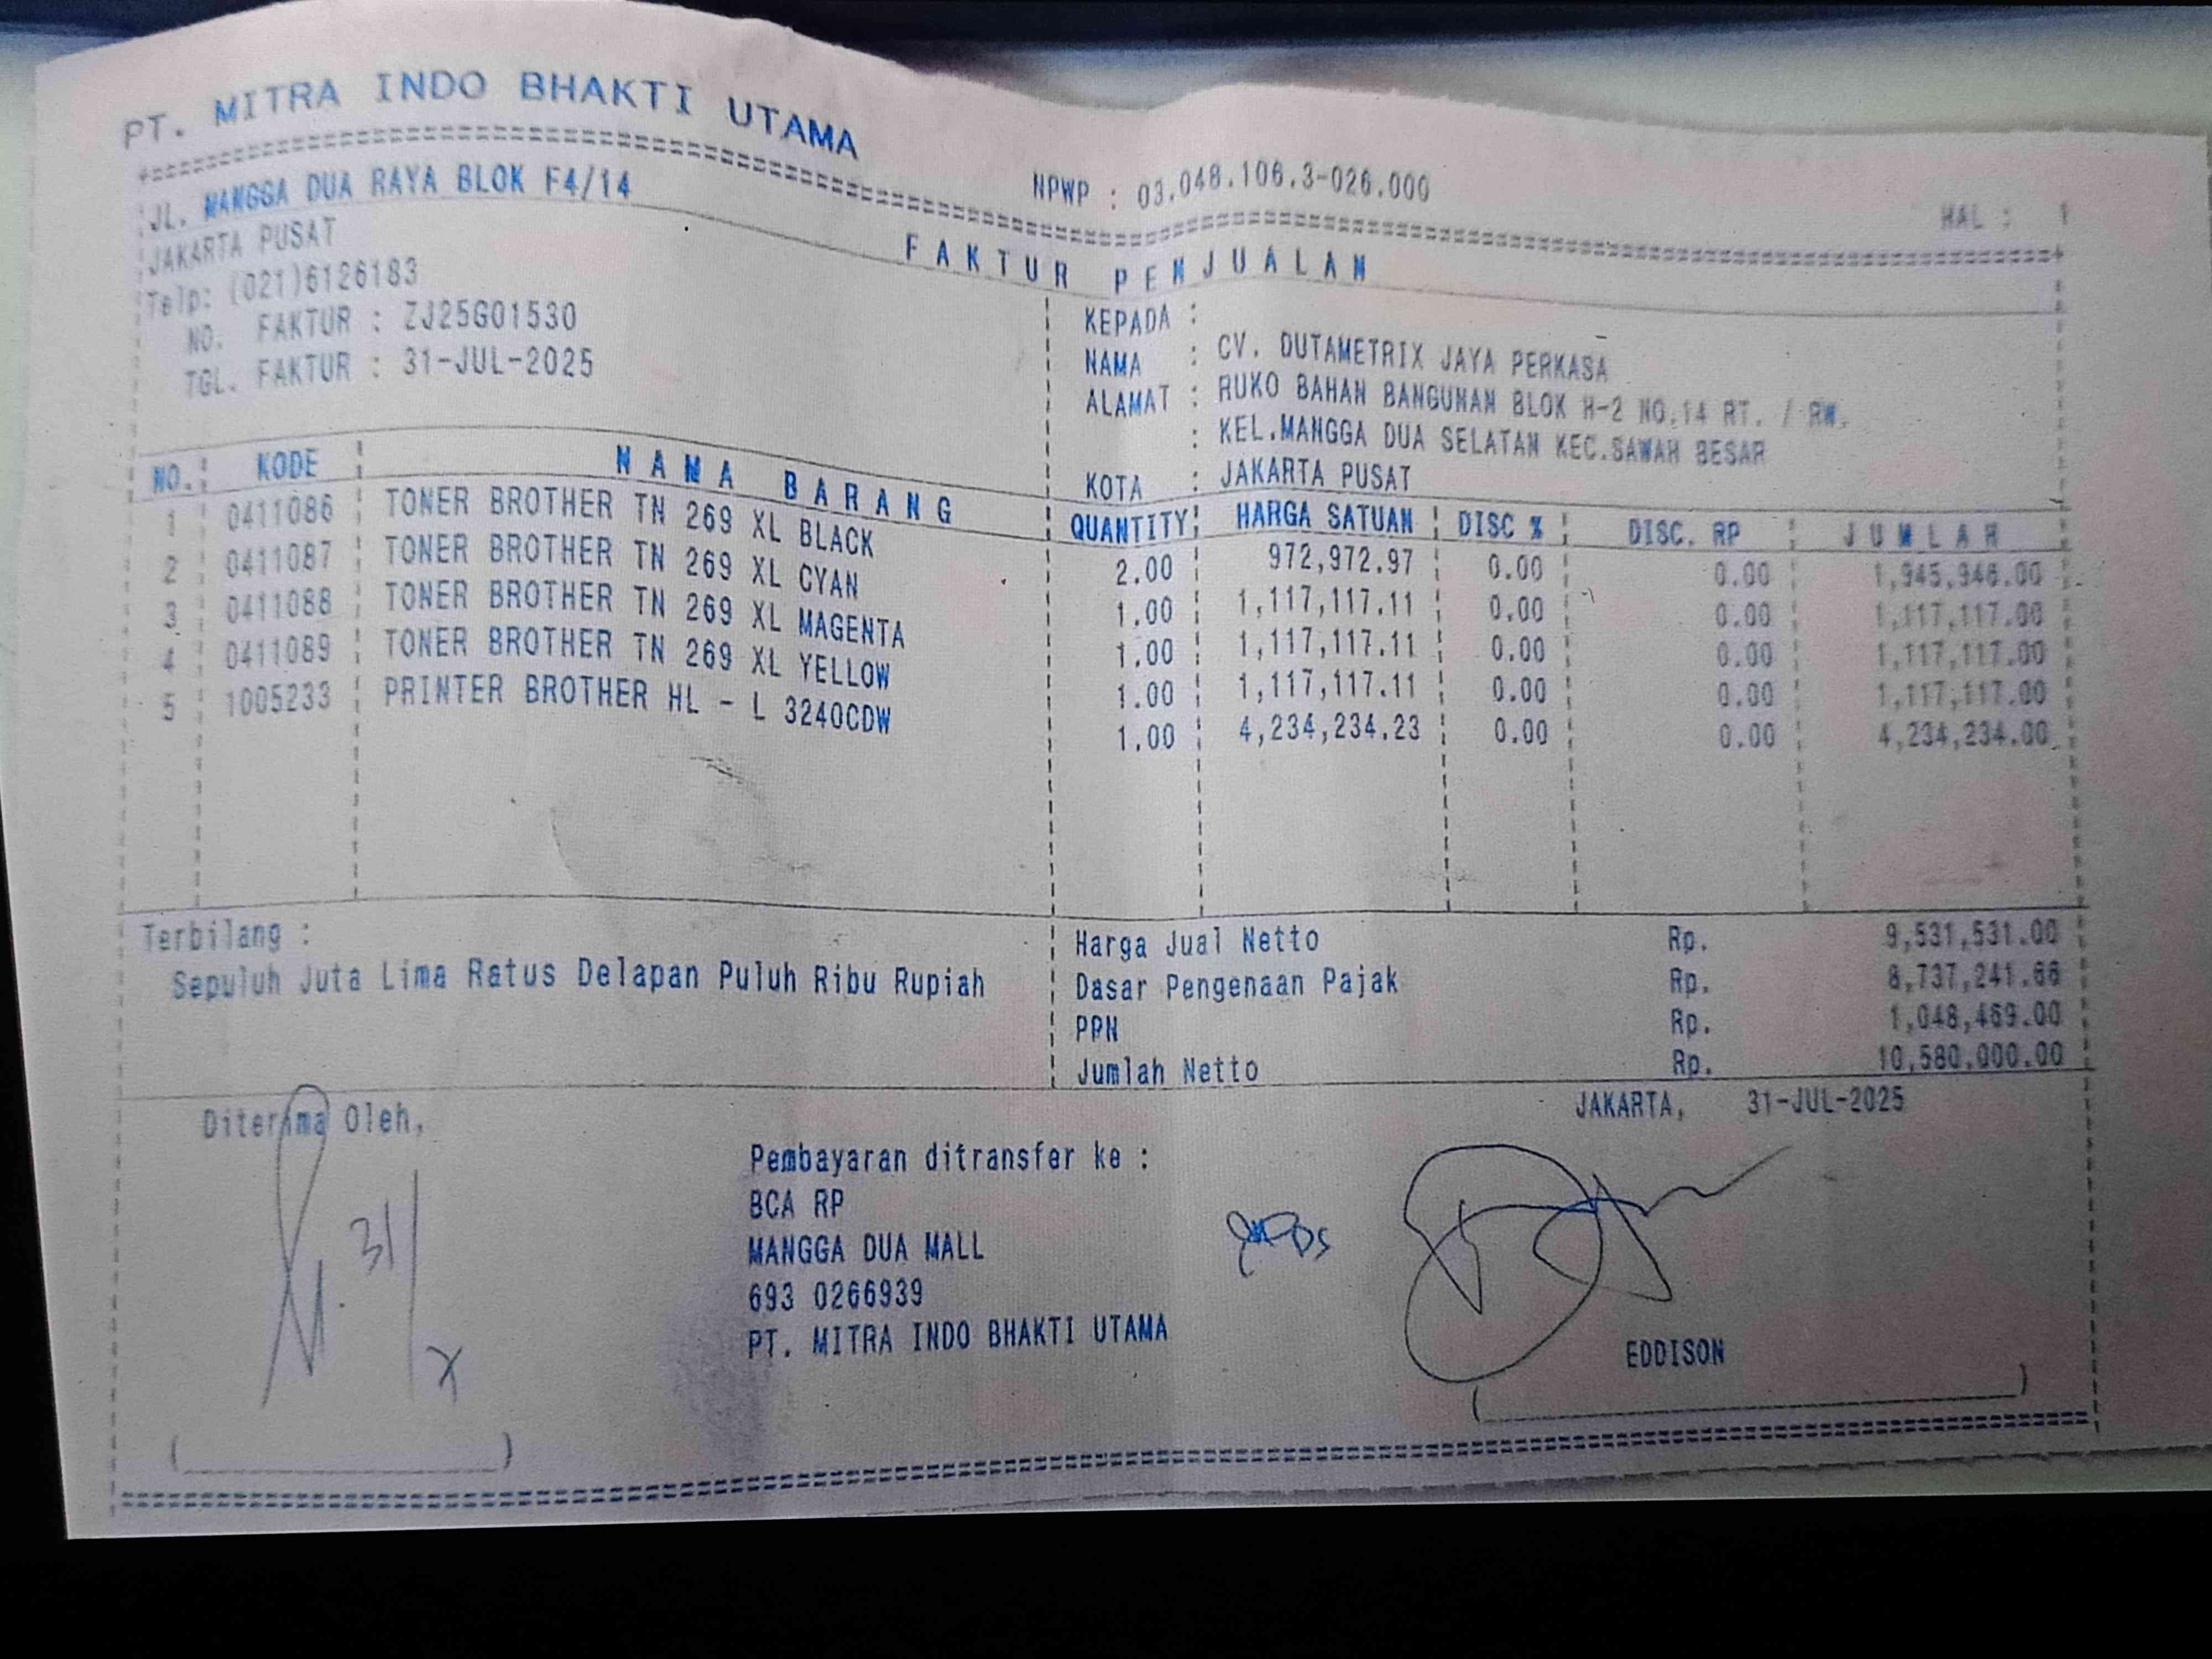 PT. MITRA INDO BHAKTI UTAMA
NPWP : 03.048.106.3-026.000
HAL : 1
JL. MANGGA DUA RAYA BLOK F4/14
JAKARTA PUSAT
Telp: (021)6126183
FAKTUR PENJUALAN
NO. FAKTUR : ZJ25G01530
TGL. FAKTUR : 31-JUL-2025
KEPADA :
NAMA : CV. DUTAMETRIX JAYA PERKASA
ALAMAT : RUKO BAHAN BANGUNAN BLOK H-2 NO.14 RT. / RW.
: KEL.MANGGA DUA SELATAN KEC.SAWAH BESAR
KOTA : JAKARTA PUSAT
NO. KODE NAMA BARANG QUANTITY HARGA SATUAN DISC % DISC. RP JUMLAH
1 0411086 TONER BROTHER TN 269 XL BLACK 2.00 972,972.97 0.00 0.00 1,945,946.00
2 0411087 TONER BROTHER TN 269 XL CYAN 1.00 1,117,117.11 0.00 0.00 1,117,117.00
3 0411088 TONER BROTHER TN 269 XL MAGENTA 1.00 1,117,117.11 0.00 0.00 1,117,117.00
4 0411089 TONER BROTHER TN 269 XL YELLOW 1.00 1,117,117.11 0.00 0.00 1,117,117.00
5 1005233 PRINTER BROTHER HL - L 3240CDW 1.00 4,234,234.23 0.00 0.00 4,234,234.00
Terbilang :
Sepuluh Juta Lima Ratus Delapan Puluh Ribu Rupiah
Harga Jual Netto Rp. 9,531,531.00
Dasar Pengenaan Pajak Rp. 8,737,241.66
PPN Rp. 1,048,469.00
Jumlah Netto Rp. 10,580,000.00
Diterima Oleh,
31/
JAKARTA, 31-JUL-2025
Pembayaran ditransfer ke :
BCA RP
MANGGA DUA MALL
693 0266939
PT. MITRA INDO BHAKTI UTAMA
EDDISON